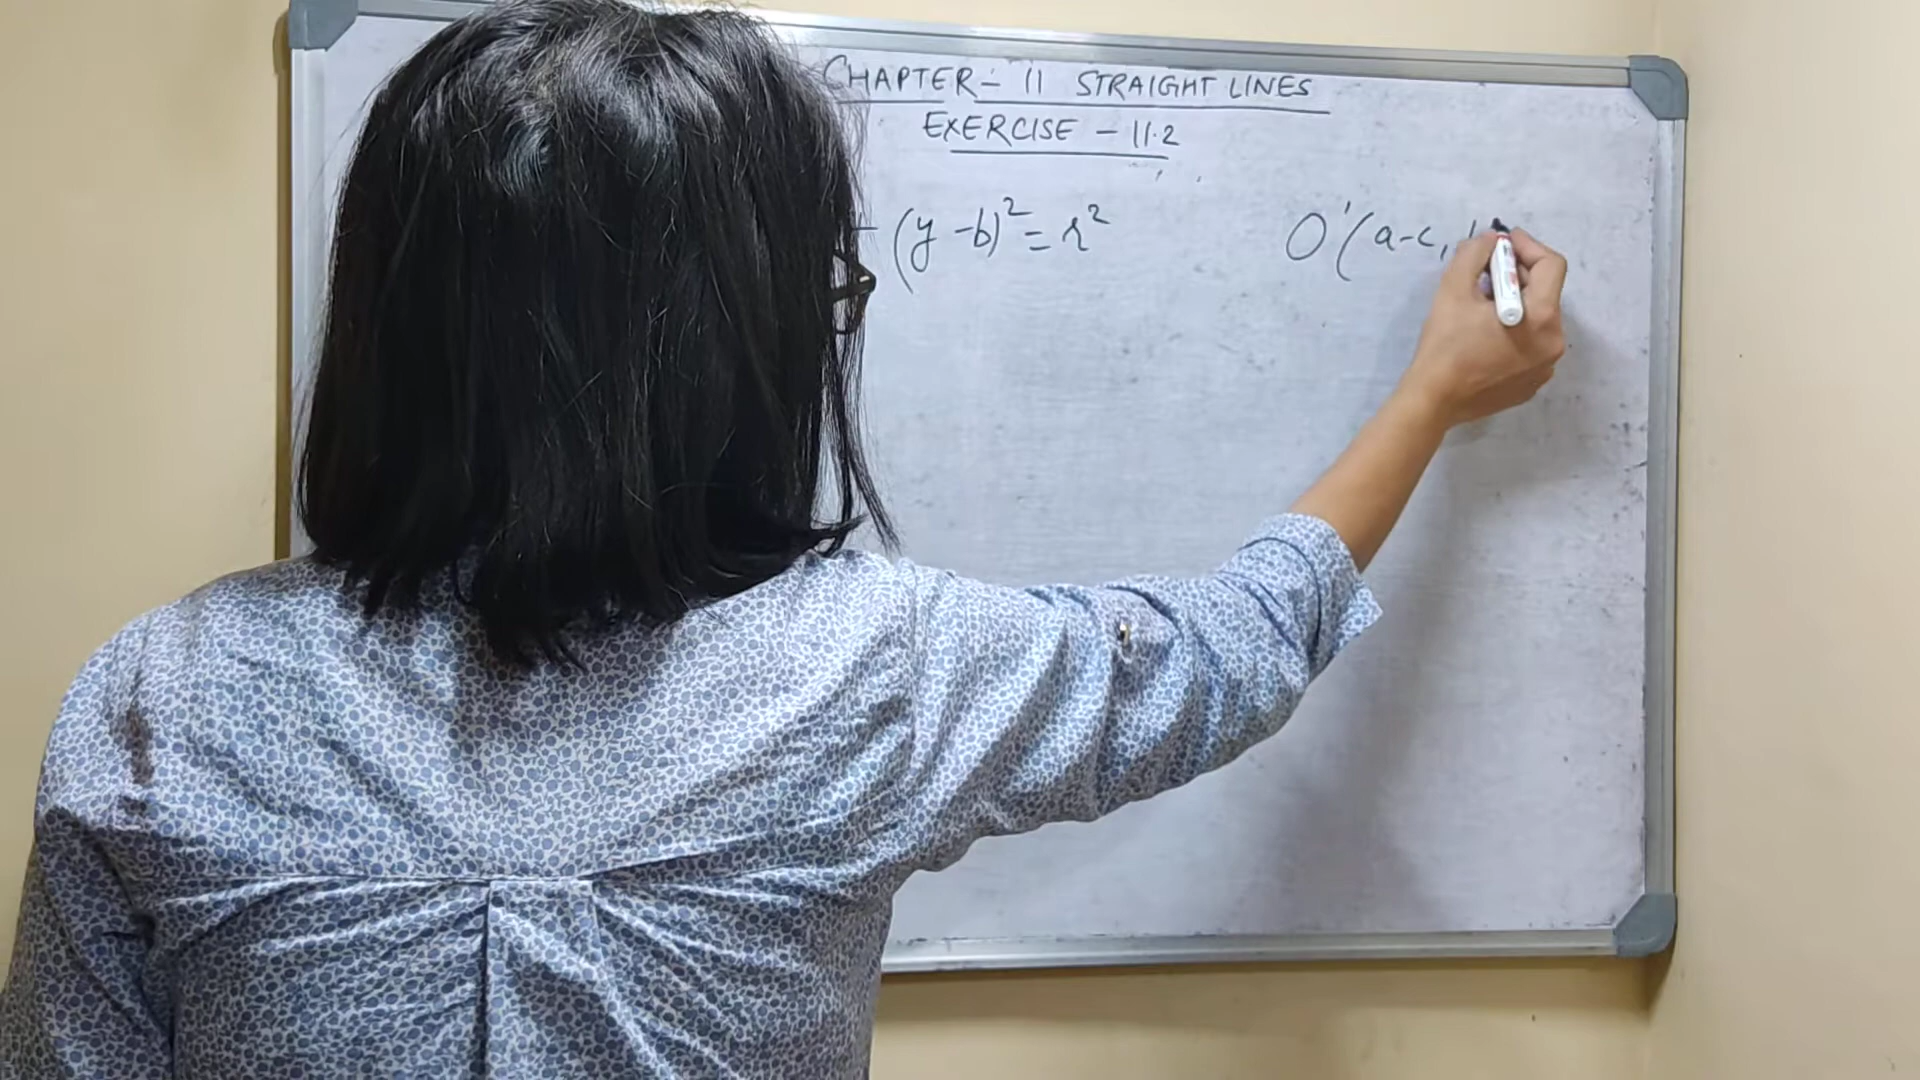 CHAPTER - 11 STRAIGHT LINES
EXERCISE - 11.2
(y - b)² = r² O'(a-c,